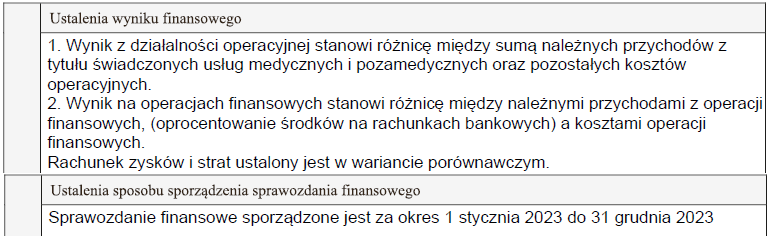 Ustalenia wyniku finansowego
1. Wynik z działalności operacyjnej stanowi różnicę między sumą należnych przychodów z
tytułu świadczonych usług medycznych i pozamedycznych oraz pozostałych kosztów
operacyjnych.
2. Wynik na operacjach finansowych stanowi różnicę między należnymi przychodami z operacji
finansowych, (oprocentowanie środków na rachunkach bankowych) a kosztami operacji
finansowych.
Rachunek zysków i strat ustalony jest w wariancie porównawczym.
Ustalenia sposobu sporządzenia sprawozdania finansowego
Sprawozdanie finansowe sporządzone jest za okres 1 stycznia 2023 do 31 grudnia 2023